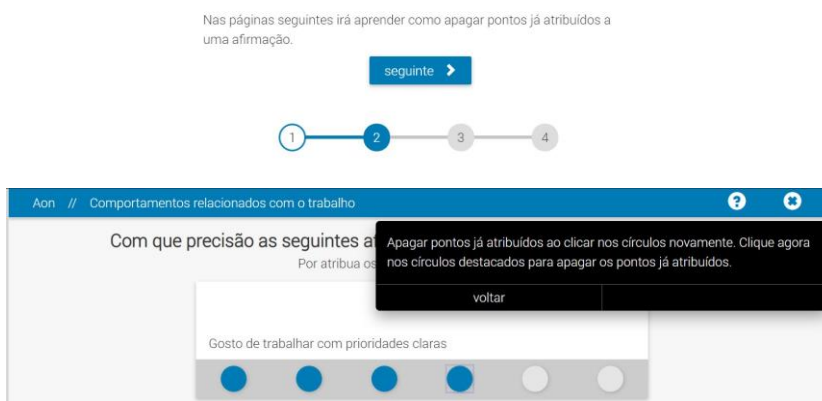 Nas páginas seguintes irá aprender como apagar pontos já atribuídos a
uma afirmação.
seguinte
1 2 3 4
Aon // Comportamentos relacionados com o trabalho
Com que precisão as seguintes af
Por atribua os
Apagar pontos já atribuídos ao clicar nos círculos novamente. Clique agora
nos círculos destacados para apagar os pontos já atribuídos.
voltar
Gosto de trabalhar com prioridades claras